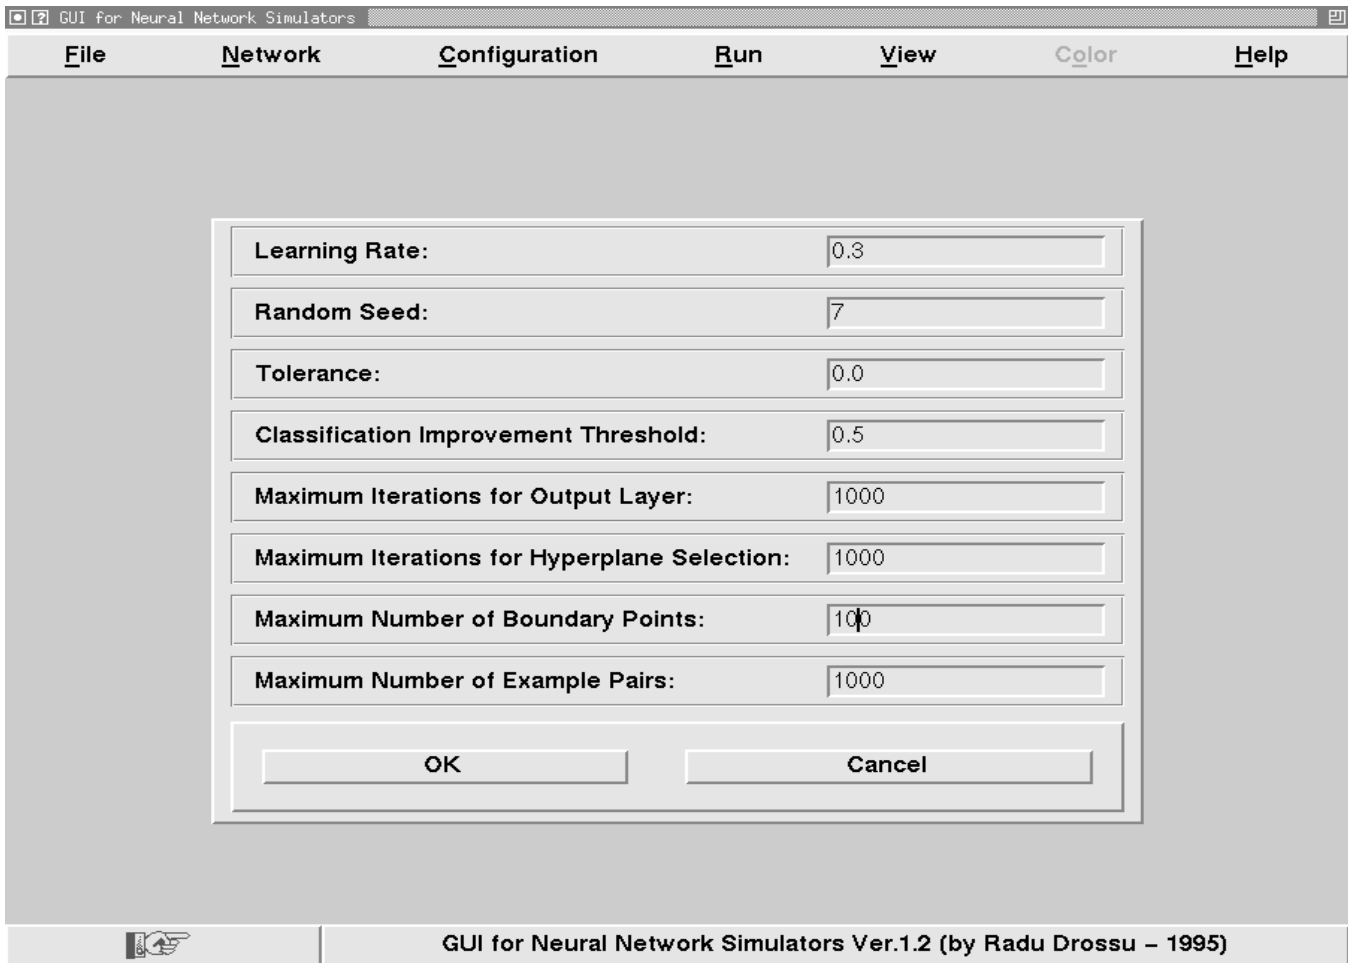 GUI for Neural Network Simulators
File Network Configuration Run View Color Help
Learning Rate: 0.3
Random Seed: 7
Tolerance: 0.0
Classification Improvement Threshold: 0.5
Maximum Iterations for Output Layer: 1000
Maximum Iterations for Hyperplane Selection: 1000
Maximum Number of Boundary Points: 100
Maximum Number of Example Pairs: 1000
OK Cancel
GUI for Neural Network Simulators Ver.1.2 (by Radu Drossu – 1995)